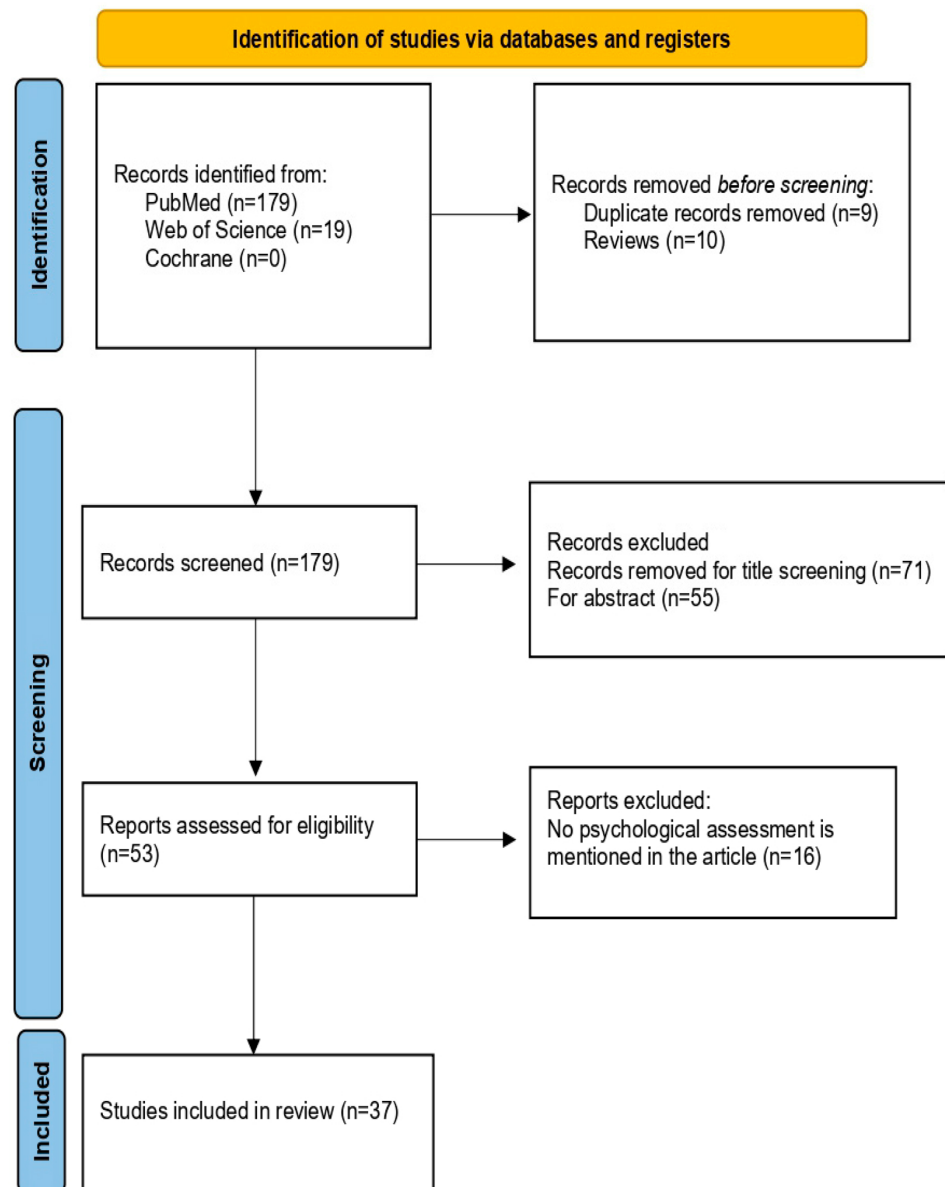 Identification of studies via databases and registers
Identification
Records identified from:
PubMed (n=179)
Web of Science (n=19)
Cochrane (n=0)
Records removed before screening:
Duplicate records removed (n=9)
Reviews (n=10)
Screening
Records screened (n=179)
Records excluded
Records removed for title screening (n=71)
For abstract (n=55)
Reports assessed for eligibility
(n=53)
Reports excluded:
No psychological assessment is
mentioned in the article (n=16)
Included
Studies included in review (n=37)